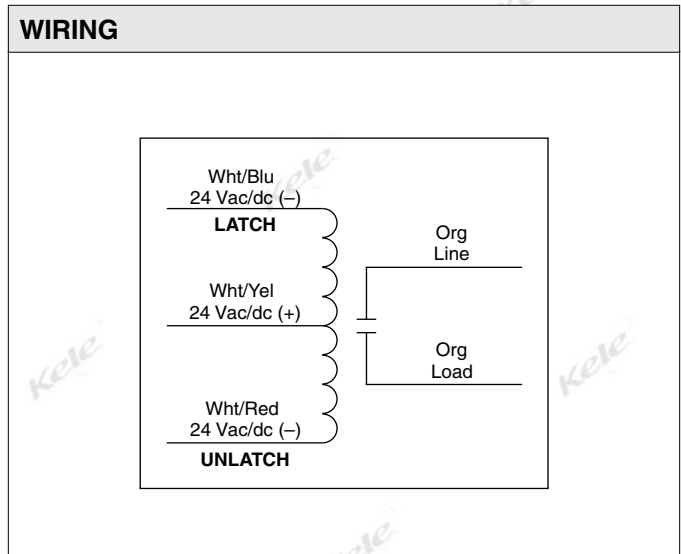 WIRING
Wht/Blu
24 Vac/dc (–)
LATCH
Wht/Yel
24 Vac/dc (+)
Wht/Red
24 Vac/dc (–)
UNLATCH
Org
Line
Org
Load
Kele
Kele
Kele
Kele